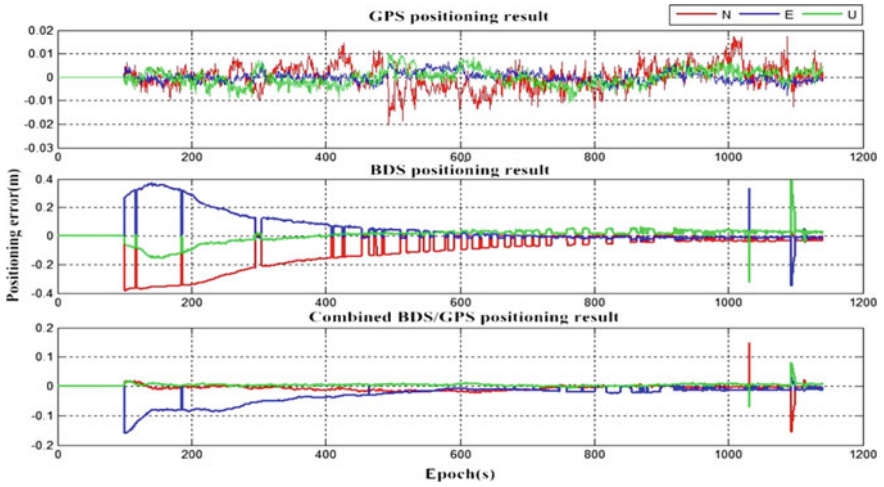 GPS positioning result
N E U
0.02
0.01
0
-0.01
-0.02
-0.03
0 200 400 600 800 1000 1200
BDS positioning result
0.4
0.2
0
-0.2
-0.4
0 200 400 600 800 1000 1200
Positioning error(m)
Combined BDS/GPS positioning result
0.2
0.1
0
-0.1
-0.2
0 200 400 600 800 1000 1200
Epoch(s)